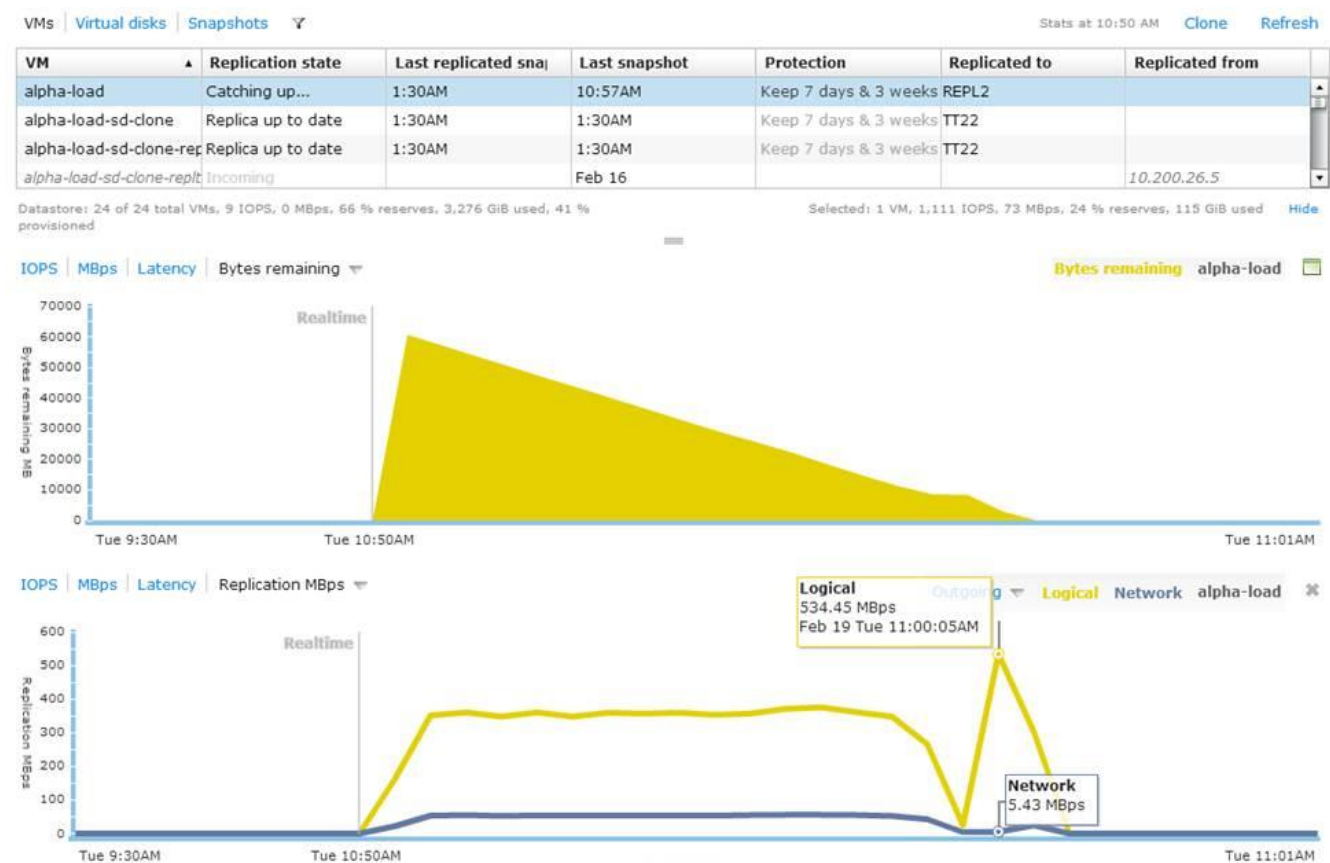 VMs Virtual disks Snapshots Stats at 10:50 AM Clone Refresh
VM Replication state Last replicated snaj Last snapshot Protection Replicated to Replicated from
alpha-load Catching up... 1:30AM 10:57AM Keep 7 days & 3 weeks REPL2
alpha-load-sd-clone Replica up to date 1:30AM 1:30AM Keep 7 days & 3 weeks TT22
alpha-load-sd-clone-rep Replica up to date 1:30AM 1:30AM Keep 7 days & 3 weeks TT22
alpha-load-sd-clone-replt Incoming Feb 16 10.200.26.5
Datastore: 24 of 24 total VMs, 9 IOPS, 0 MBps, 66 % reserves, 3,276 GiB used, 41 % Selected: 1 VM, 1,111 IOPS, 73 MBps, 24 % reserves, 115 GiB used Hide
provisioned
IOPS MBps Latency Bytes remaining Bytes remaining alpha-load
70000
60000
50000
40000
30000
20000
10000
0
Bytes remaining MB
Realtime
Tue 9:30AM Tue 10:50AM Tue 11:01AM
IOPS MBps Latency Replication MBps Outgoing Logical Network alpha-load
Logical
534.45 MBps
Feb 19 Tue 11:00:05AM
600
500
400
300
200
100
0
Replication MBps
Realtime
Network
5.43 MBps
Tue 9:30AM Tue 10:50AM Tue 11:01AM